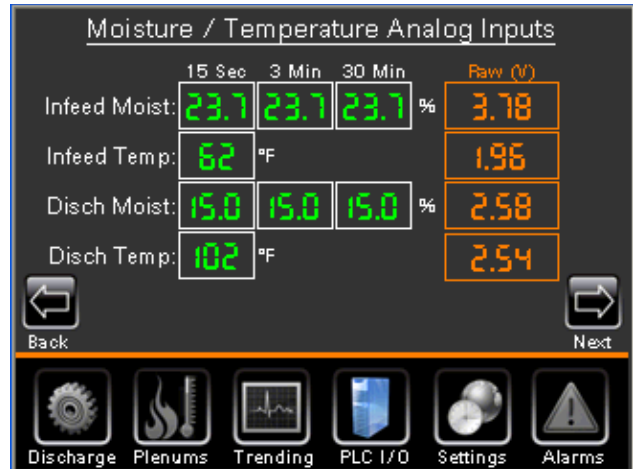 Moisture / Temperature Analog Inputs
15 Sec 3 Min 30 Min Raw (V)
Infeed Moist: 23.7 23.7 23.7 % 3.78
Infeed Temp: 62 °F 1.96
Disch Moist: 15.0 15.0 15.0 % 2.58
Disch Temp: 102 °F 2.54
Back Next
Discharge Plenums Trending PLC I/O Settings Alarms